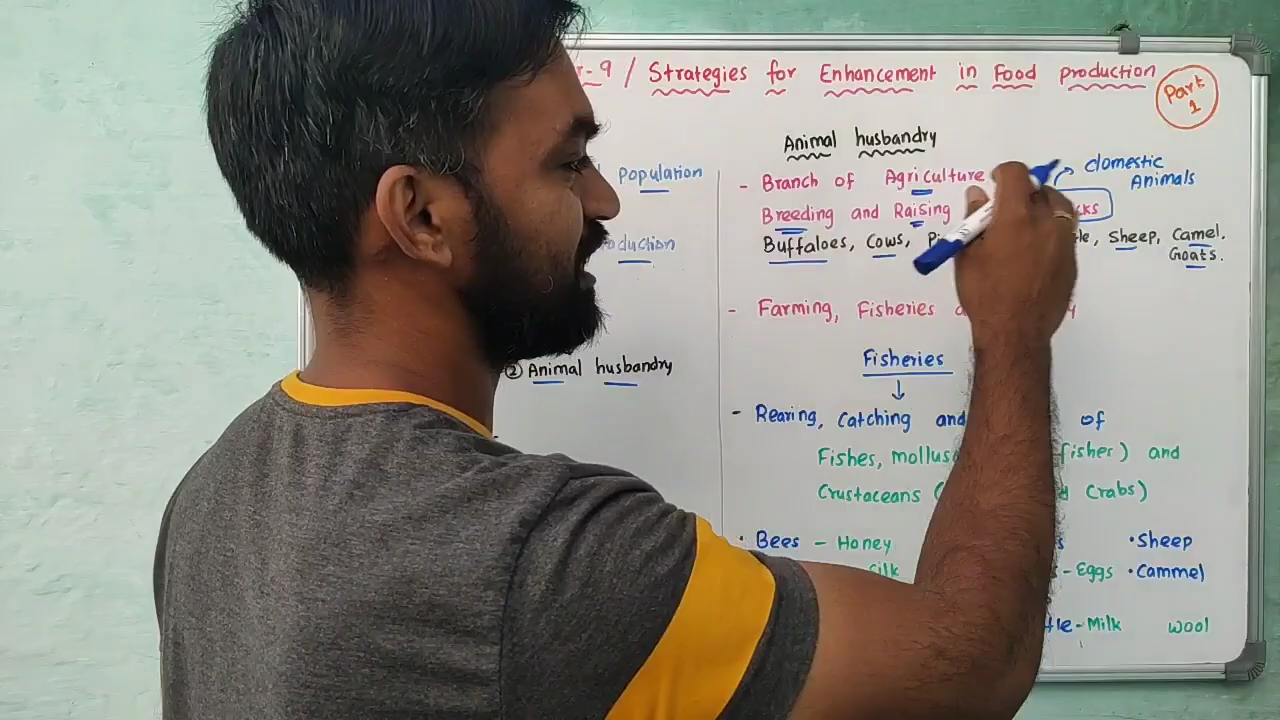 -9 / Strategies for Enhancement in Food production
Part 1
Population
oduction
② Animal husbandry
Animal husbandry
- Branch of Agriculture
domestic
Animals
Breeding and Raising
cks
Buffaloes, Cows, Pi le, Sheep, Camel.
Goats.
- Farming, Fisheries
Fisheries
↓
- Rearing, Catching and of
Fishes, mollus fisher) and
Crustaceans ( d Crabs)
• Bees - Honey
s • Sheep
silk - Eggs • Cammel
tle - Milk wool